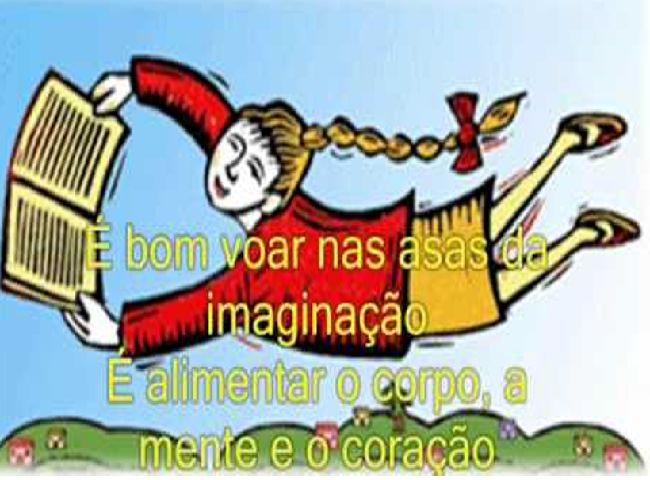 É bom voar nas asas da
imaginação
É alimentar o corpo, a
mente e o coração